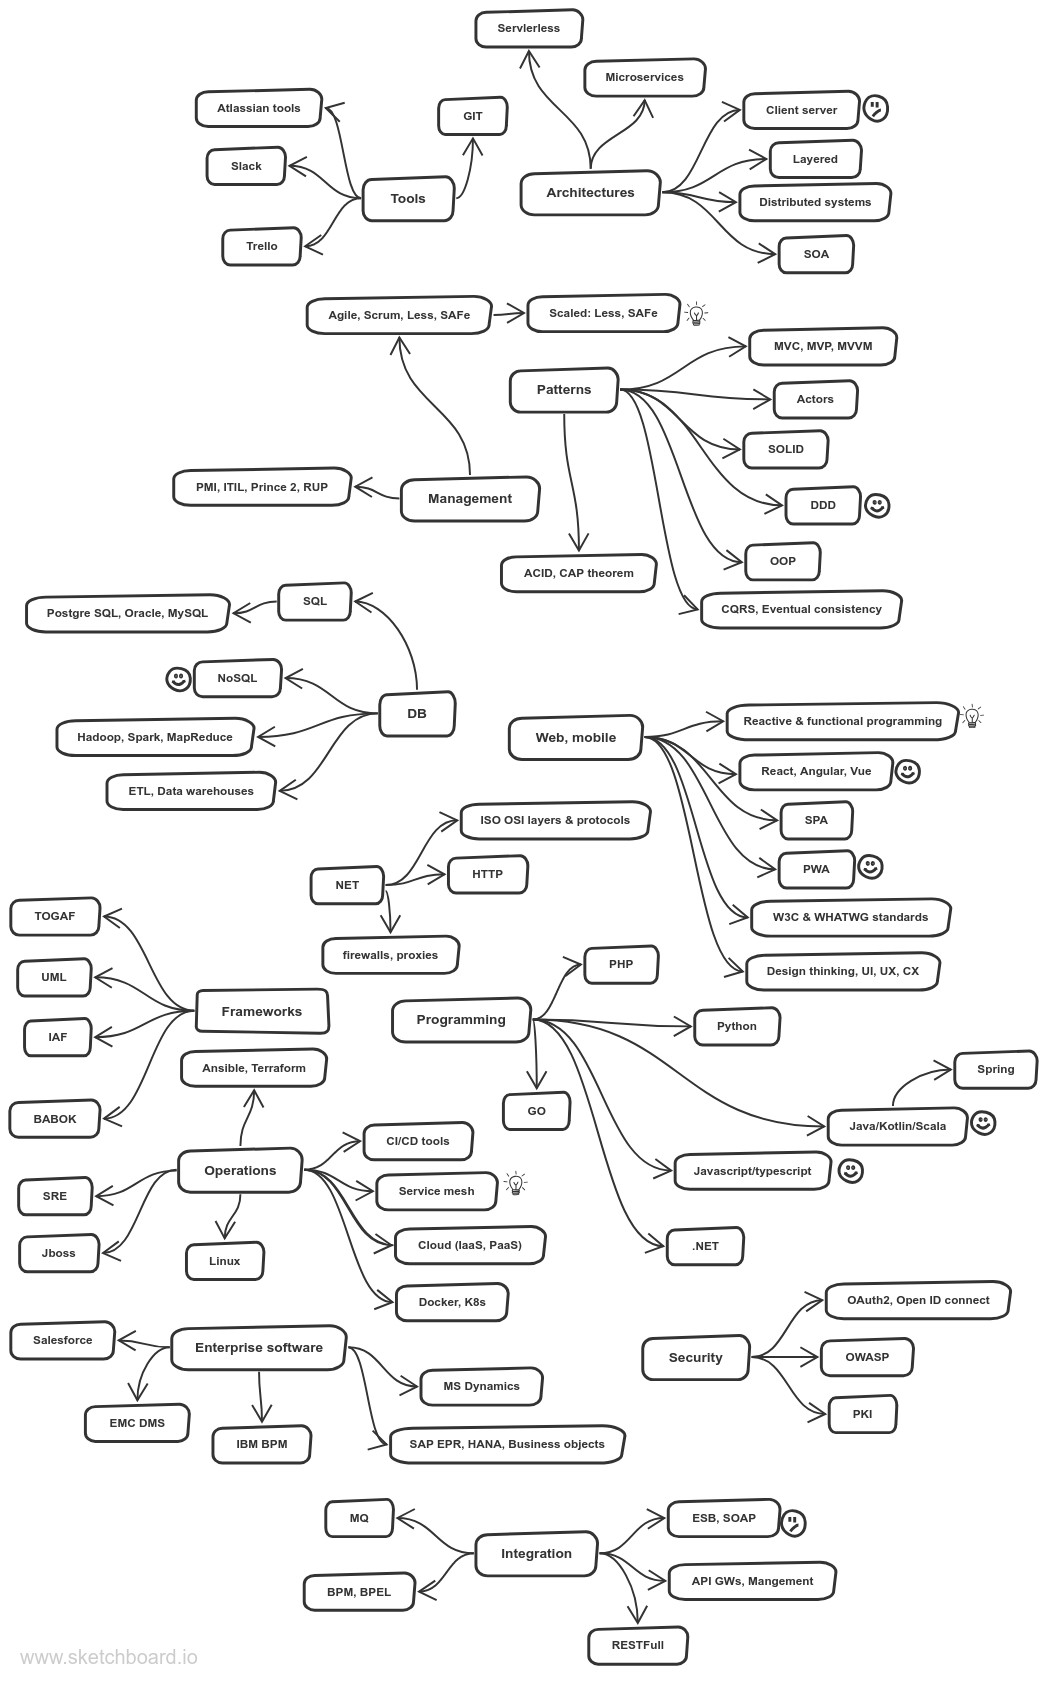 Servlerless
Microservices
Atlassian tools
GIT
Client server
Slack
Layered
Tools
Architectures
Distributed systems
Trello
SOA
Agile, Scrum, Less, SAFe
Scaled: Less, SAFe
MVC, MVP, MVVM
Patterns
Actors
SOLID
PMI, ITIL, Prince 2, RUP
Management
DDD
OOP
ACID, CAP theorem
SQL
Postgre SQL, Oracle, MySQL
CQRS, Eventual consistency
NoSQL
DB
Hadoop, Spark, MapReduce
Web, mobile
Reactive & functional programming
React, Angular, Vue
ETL, Data warehouses
ISO OSI layers & protocols
SPA
NET
HTTP
PWA
TOGAF
W3C & WHATWG standards
firewalls, proxies
PHP
Design thinking, UI, UX, CX
UML
Frameworks
Programming
Python
IAF
Ansible, Terraform
Spring
BABOK
GO
Java/Kotlin/Scala
CI/CD tools
Operations
Javascript/typescript
SRE
Service mesh
Jboss
Linux
Cloud (IaaS, PaaS)
.NET
Docker, K8s
OAuth2, Open ID connect
Salesforce
Enterprise software
Security
OWASP
MS Dynamics
EMC DMS
PKI
IBM BPM
SAP EPR, HANA, Business objects
MQ
ESB, SOAP
Integration
BPM, BPEL
API GWs, Mangement
RESTFull
www.sketchboard.io